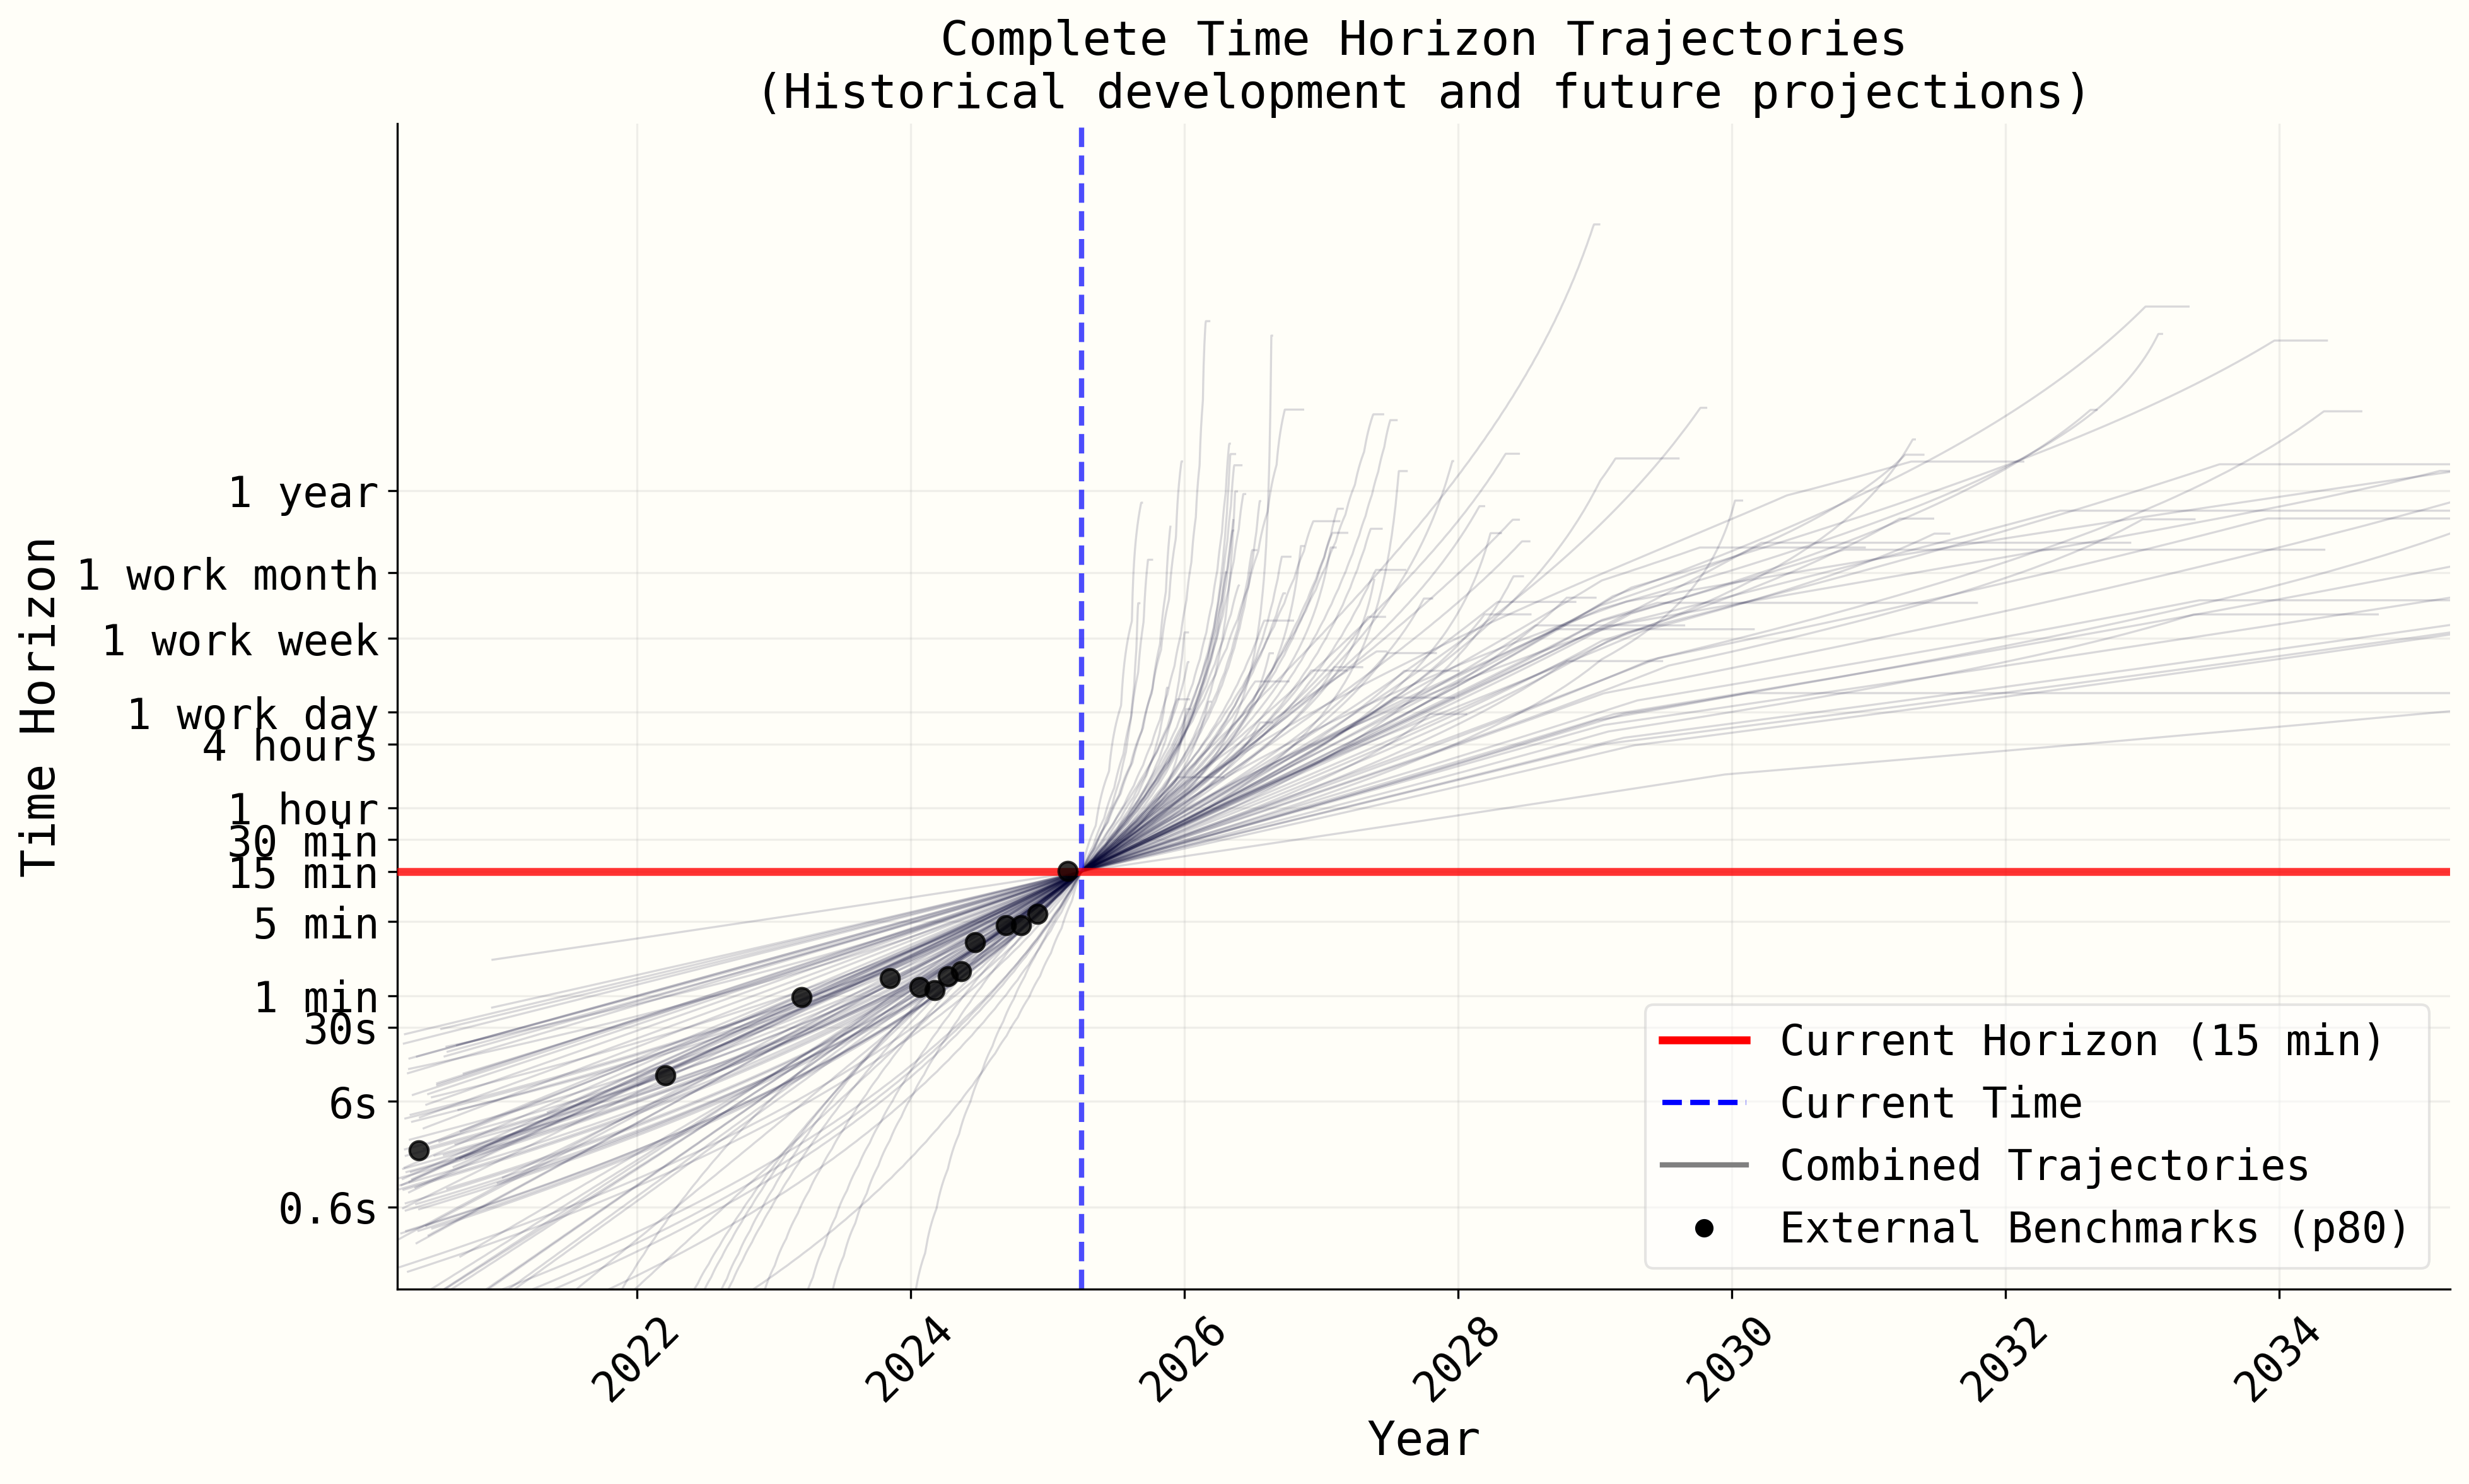 Complete Time Horizon Trajectories
(Historical development and future projections)
Time Horizon
1 year
1 work month
1 work week
1 work day
4 hours
1 hour
30 min
15 min
5 min
1 min
30s
6s
0.6s
Current Horizon (15 min)
Current Time
Combined Trajectories
External Benchmarks (p80)
2022
2024
2026
2028
2030
2032
2034
Year